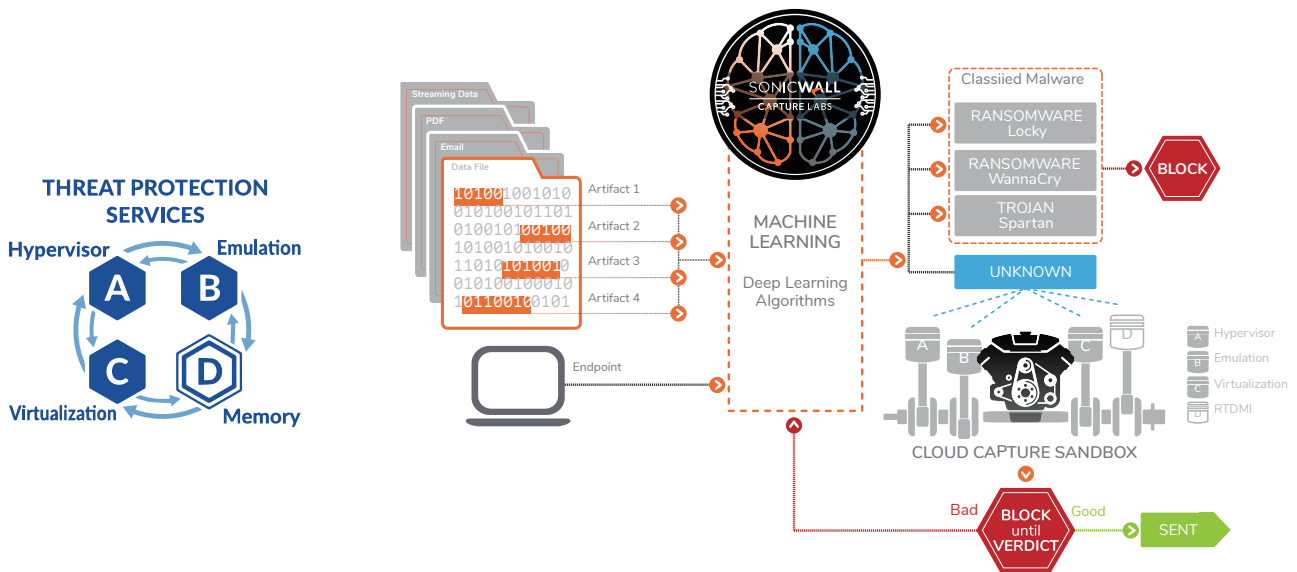 THREAT PROTECTION
SERVICES
Hypervisor
Emulation
A
B
C
D
Virtualization
Memory
Streaming Data
PDF
Email
Data File
101001001010
010100101101
010010100100
101001010010
110101010010
010100100010
101100100101
Artifact 1
Artifact 2
Artifact 3
Artifact 4
Endpoint
SONICWALL
CAPTURE LABS
MACHINE
LEARNING
Deep Learning
Algorithms
Classiied Malware
RANSOMWARE
Locky
RANSOMWARE
WannaCry
TROJAN
Spartan
BLOCK
UNKNOWN
A
B
C
D
A Hypervisor
B Emulation
C Virtualization
D RTDMI
CLOUD CAPTURE SANDBOX
Bad
BLOCK
until
VERDICT
Good
SENT